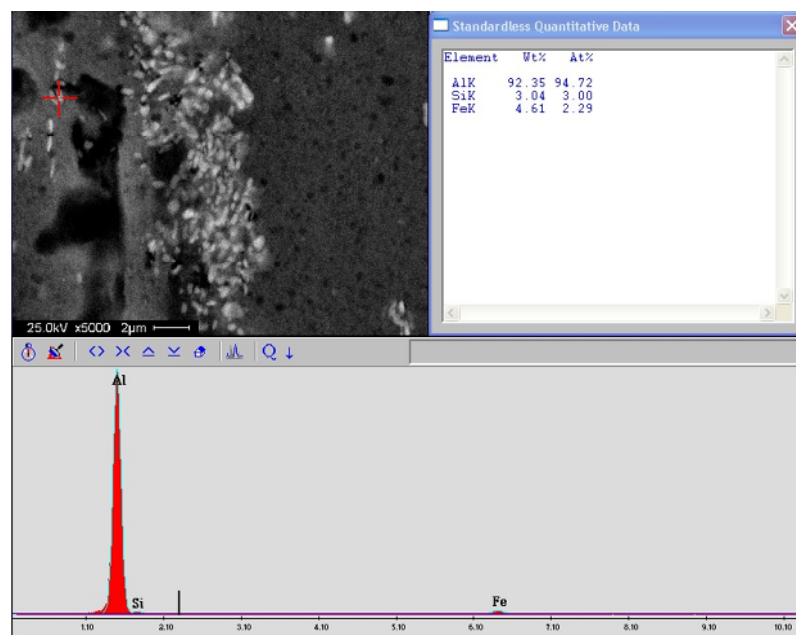 Standardless Quantitative Data
Element Wt% At%
AlK 92.35 94.72
SiK 3.04 3.00
FeK 4.61 2.29
25.0kV x5000 2µm
Q
Al
Si
Fe
1.10 2.10 3.10 4.10 5.10 6.10 7.10 8.10 9.10 10.10